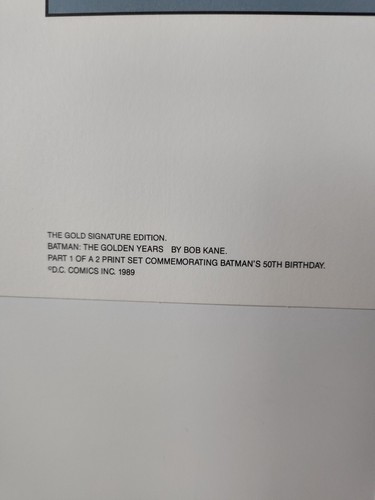 THE GOLD SIGNATURE EDITION.
BATMAN: THE GOLDEN YEARS BY BOB KANE.
PART 1 OF A 2 PRINT SET COMMEMORATING BATMAN'S 50TH BIRTHDAY.
©D.C. COMICS INC. 1989